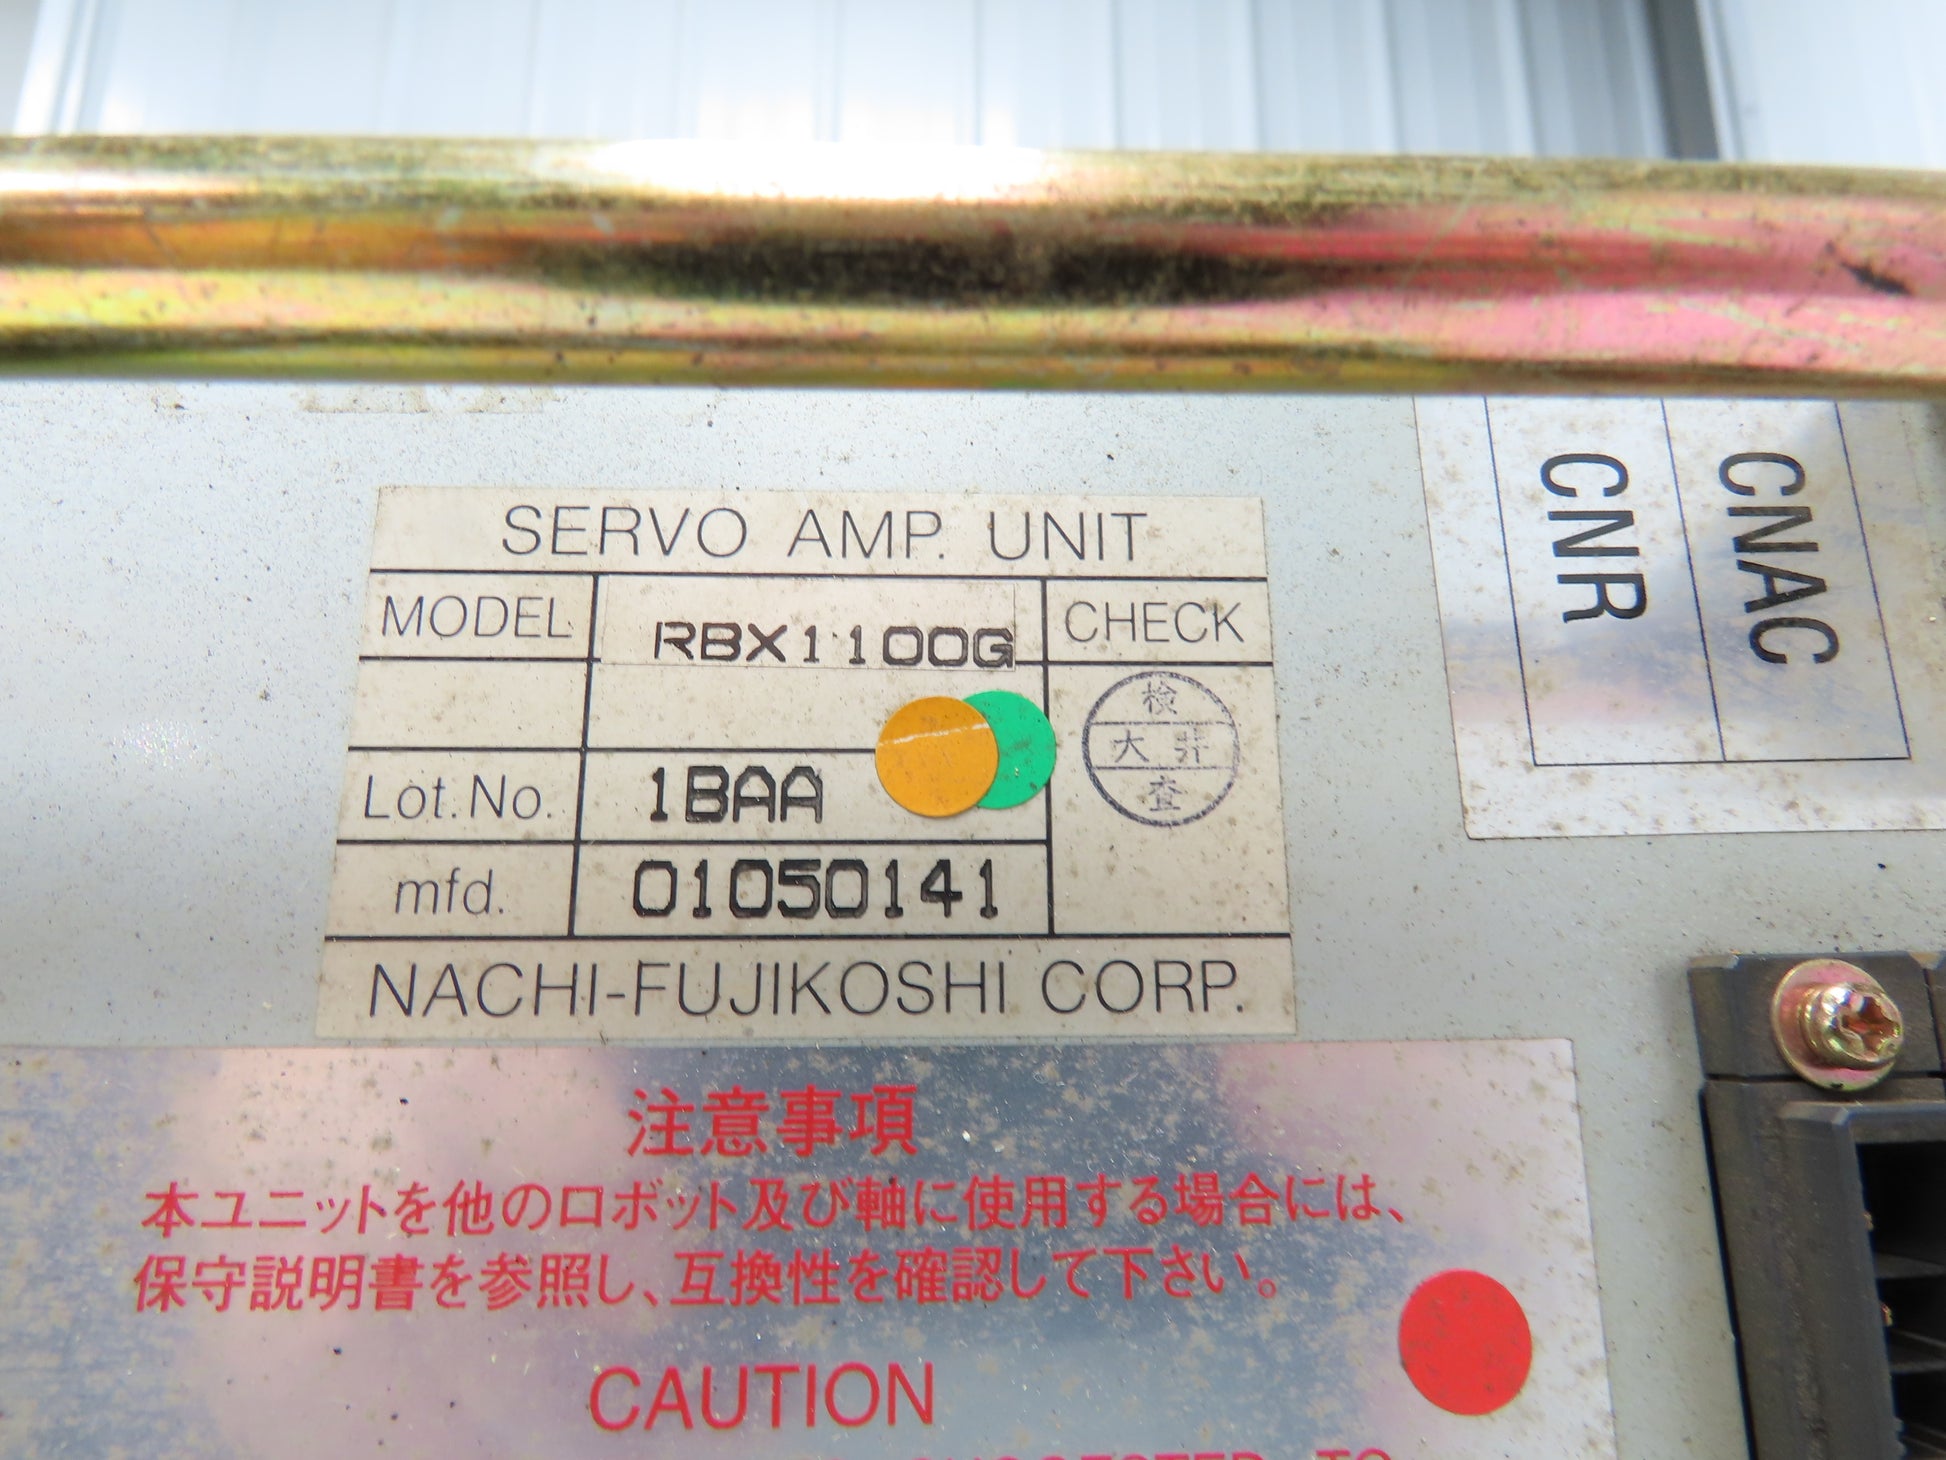 SERVO AMP. UNIT
MODEL RBX1100G CHECK
検
大井
査
Lot.No. 1BAA
mfd. 01050141
NACHI-FUJIKOSHI CORP.
CNR
CNAC
注意事項
本ユニットを他のロボット及び軸に使用する場合には、
保守説明書を参照し、互換性を確認して下さい。
CAUTION